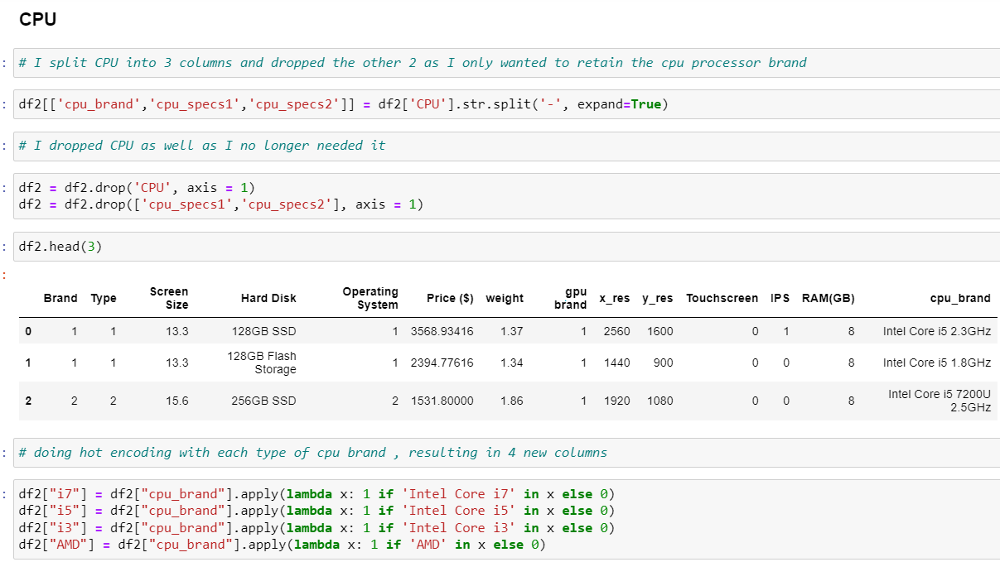 CPU
: # I split CPU into 3 columns and dropped the other 2 as I only wanted to retain the cpu processor brand
: df2[['cpu_brand','cpu_specs1','cpu_specs2']] = df2['CPU'].str.split('-', expand=True)
: # I dropped CPU as well as I no longer needed it
: df2 = df2.drop('CPU', axis = 1)
df2 = df2.drop(['cpu_specs1','cpu_specs2'], axis = 1)
: df2.head(3)
:
Brand Type Screen Size Hard Disk Operating System Price ($) weight gpu brand x_res y_res Touchscreen IPS RAM(GB) cpu_brand
0 1 1 13.3 128GB SSD 1 3568.93416 1.37 1 2560 1600 0 1 8 Intel Core i5 2.3GHz
1 1 1 13.3 128GB Flash Storage 1 2394.77616 1.34 1 1440 900 0 0 8 Intel Core i5 1.8GHz
2 2 2 15.6 256GB SSD 2 1531.80000 1.86 1 1920 1080 0 0 8 Intel Core i5 7200U 2.5GHz
: # doing hot encoding with each type of cpu brand , resulting in 4 new columns
: df2["i7"] = df2["cpu_brand"].apply(lambda x: 1 if 'Intel Core i7' in x else 0)
df2["i5"] = df2["cpu_brand"].apply(lambda x: 1 if 'Intel Core i5' in x else 0)
df2["i3"] = df2["cpu_brand"].apply(lambda x: 1 if 'Intel Core i3' in x else 0)
df2["AMD"] = df2["cpu_brand"].apply(lambda x: 1 if 'AMD' in x else 0)